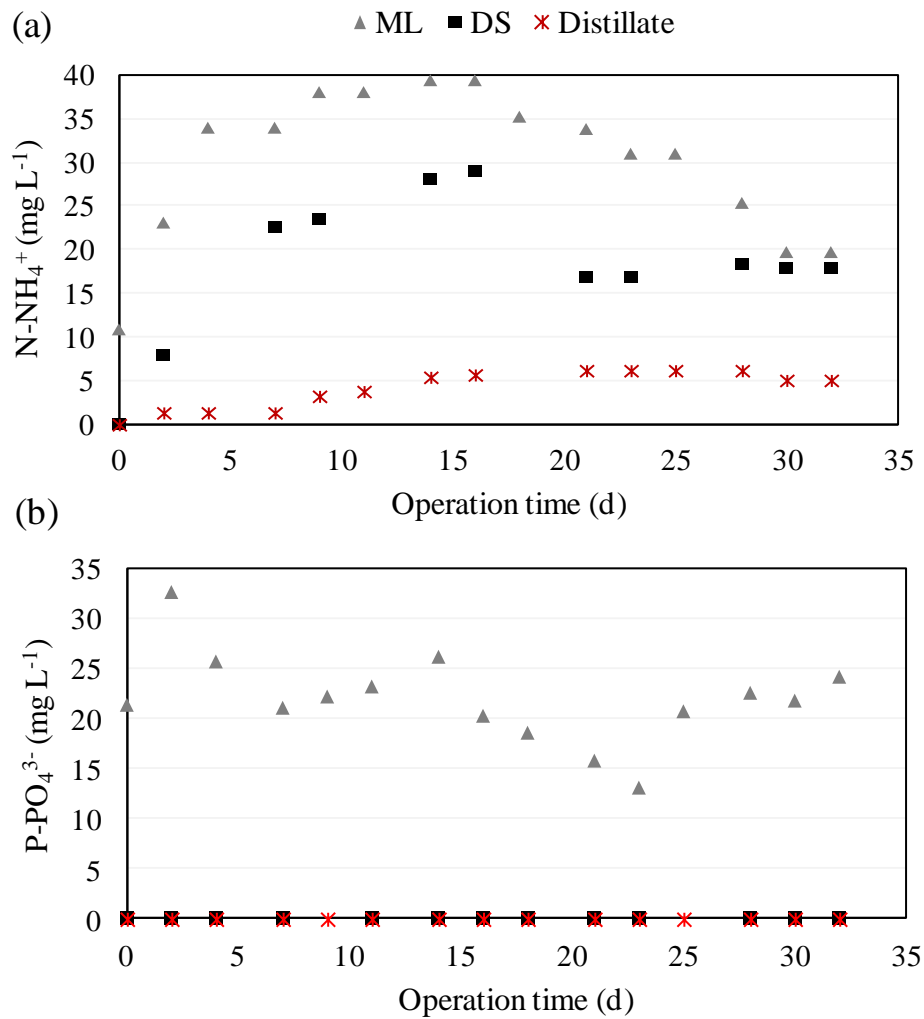 (a)
ML DS Distillate
40
35
30
25
20
15
10
5
0
N-NH₄⁺ (mg L⁻¹)
0 5 10 15 20 25 30 35
Operation time (d)
(b)
35
30
25
20
15
10
5
0
P-PO₄³⁻ (mg L⁻¹)
0 5 10 15 20 25 30 35
Operation time (d)